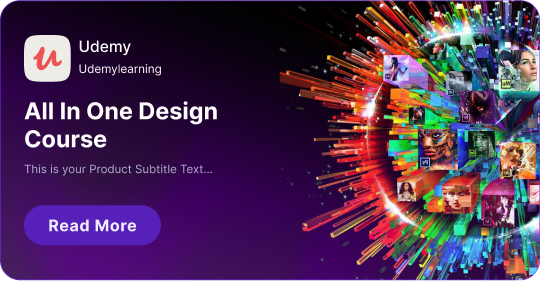 Udemy
Udemylearning
All In One Design
Course
This is your Product Subtitle Text...
Read More